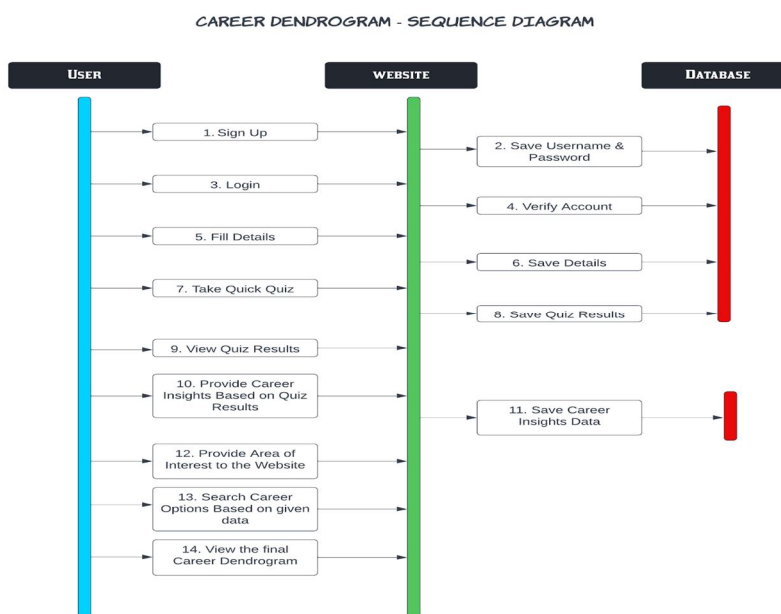 CAREER DENDROGRAM - SEQUENCE DIAGRAM
USER
WEBSITE
DATABASE
1. Sign Up
2. Save Username &
Password
3. Login
4. Verify Account
5. Fill Details
6. Save Details
7. Take Quick Quiz
8. Save Quiz Results
9. View Quiz Results
10. Provide Career
Insights Based on Quiz
Results
11. Save Career
Insights Data
12. Provide Area of
Interest to the Website
13. Search Career
Options Based on given
data
14. View the final
Career Dendrogram